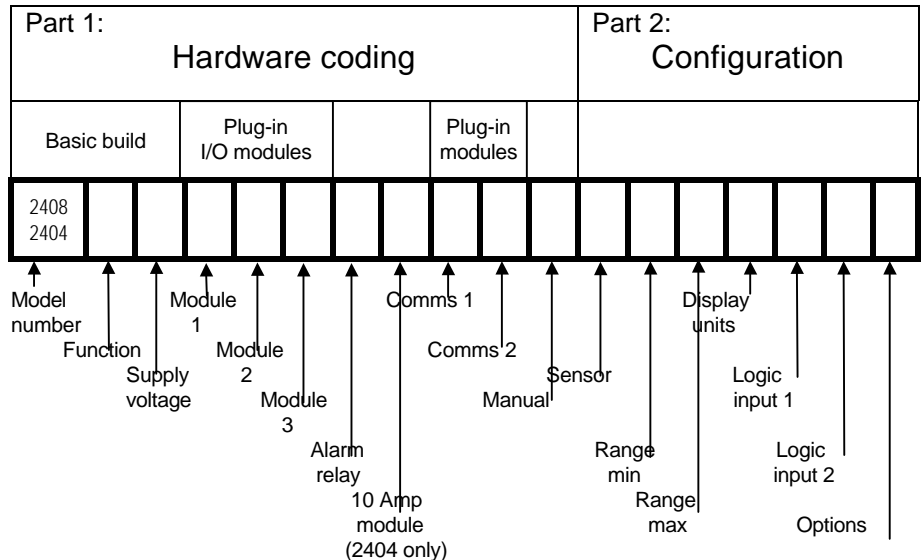 Part 1:
Hardware coding
Part 2:
Configuration
Basic build
Plug-in
I/O modules
Plug-in
modules
2408
2404
Model
number
Function
Supply
voltage
Module
1
Module
2
Module
3
Alarm
relay
10 Amp
module
(2404 only)
Comms 1
Comms 2
Manual
Sensor
Range
min
Range
max
Display
units
Logic
input 1
Logic
input 2
Options